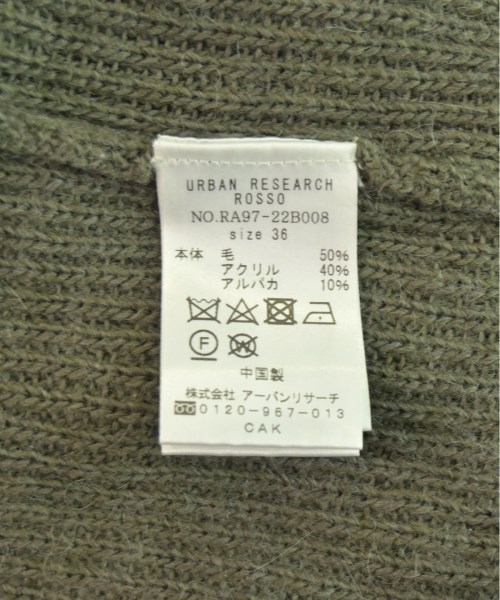 URBAN RESEARCH
ROSSO
NO.RA97-22B008
size 36
本体 毛 50%
アクリル 40%
アルパカ 10%
中国製
株式会社 アーバンリサーチ
0120-967-013
CAK